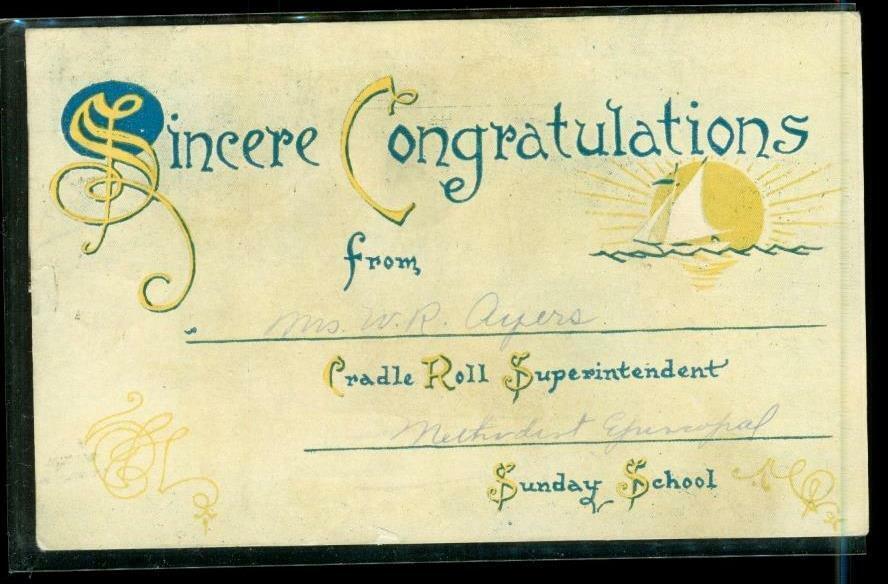 Sincere Congratulations
from
Mrs. W. R. Ayers
Cradle Roll Superintendent
Methodist Episcopal
Sunday School